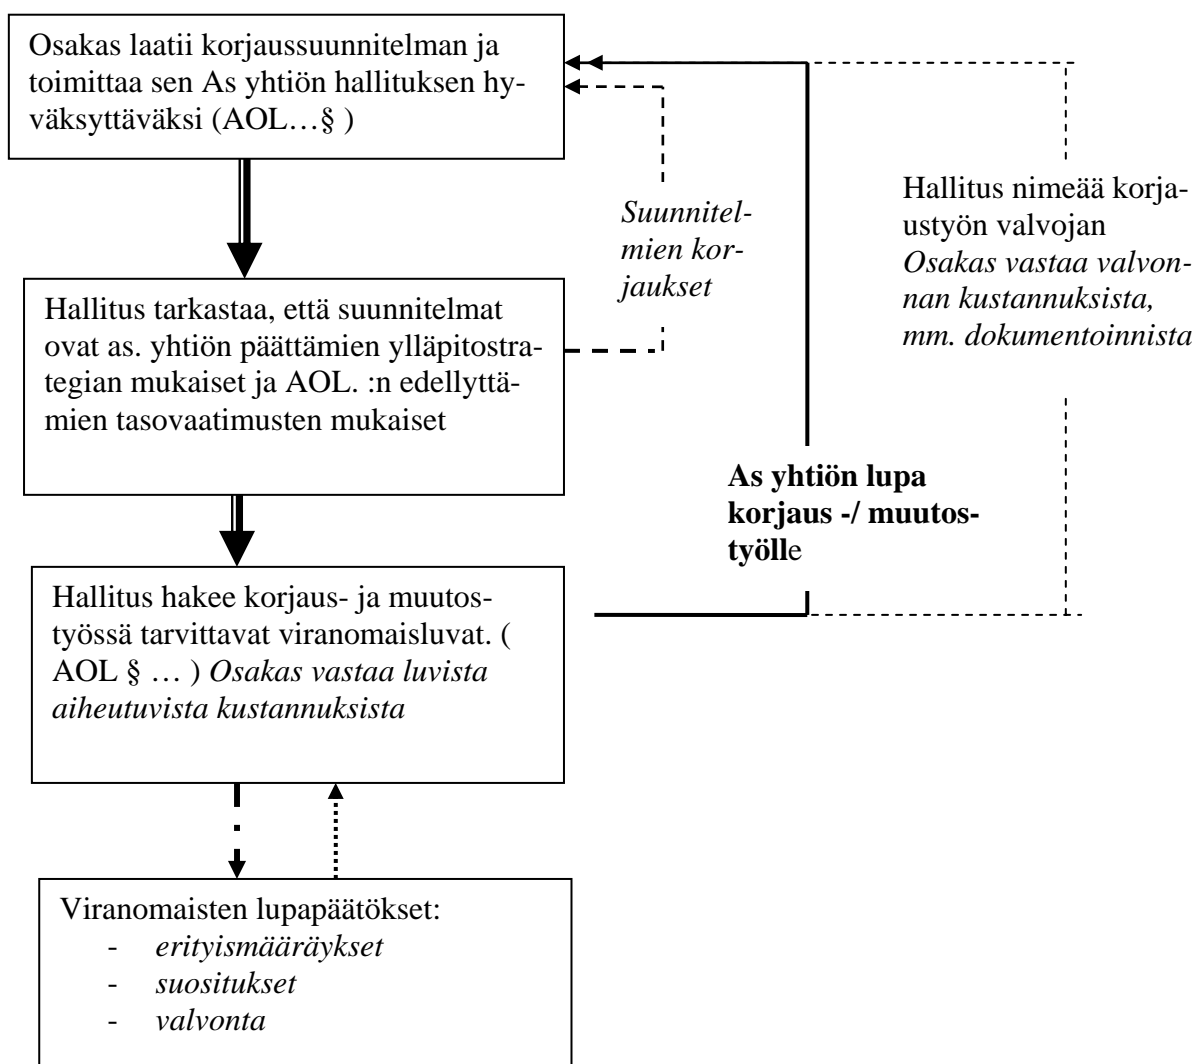 Osakas laatii korjaussuunnitelman ja
toimittaa sen As yhtiön hallituksen hy-
väksyttäväksi (AOL…§ )
Suunnitel-
mien kor-
jaukset
Hallitus nimeää korja-
ustyön valvojan
Osakas vastaa valvon-
nan kustannuksista,
mm. dokumentoinnista
Hallitus tarkastaa, että suunnitelmat
ovat as. yhtiön päättämien ylläpitostra-
tegian mukaiset ja AOL. :n edellyttä-
mien tasovaatimusten mukaiset
As yhtiön lupa
korjaus -/ muutos-
työlle
Hallitus hakee korjaus- ja muutos-
työssä tarvittavat viranomaisluvat. (
AOL § … ) Osakas vastaa luvista
aiheutuvista kustannuksista
Viranomaisten lupapäätökset:
- erityismääräykset
- suositukset
- valvonta